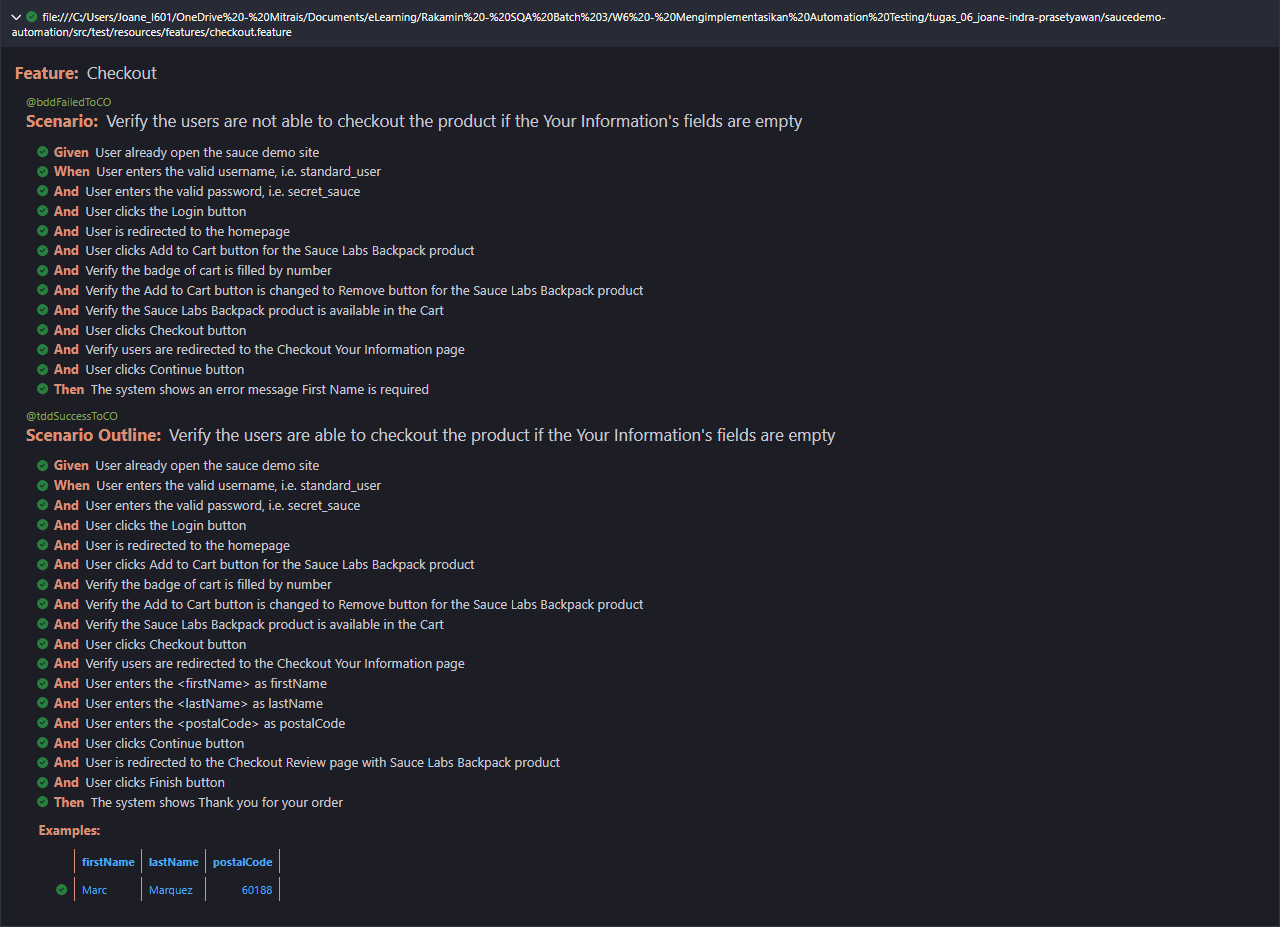 file:///C:/Users/Joane_I601/OneDrive%20-%20Mitrais/Documents/eLearning/Rakamin%20-%20SQA%20Batch%203/W6%20-%20Mengimplementasikan%20Automation%20Testing/tugas_06_joane-indra-prasetyawan/saucedemo-
automation/src/test/resources/features/checkout.feature
Feature: Checkout
@bddFailedToCO
Scenario: Verify the users are not able to checkout the product if the Your Information's fields are empty
Given User already open the sauce demo site
When User enters the valid username, i.e. standard_user
And User enters the valid password, i.e. secret_sauce
And User clicks the Login button
And User is redirected to the homepage
And User clicks Add to Cart button for the Sauce Labs Backpack product
And Verify the badge of cart is filled by number
And Verify the Add to Cart button is changed to Remove button for the Sauce Labs Backpack product
And Verify the Sauce Labs Backpack product is available in the Cart
And User clicks Checkout button
And Verify users are redirected to the Checkout Your Information page
And User clicks Continue button
Then The system shows an error message First Name is required
@tddSuccessToCO
Scenario Outline: Verify the users are able to checkout the product if the Your Information's fields are empty
Given User already open the sauce demo site
When User enters the valid username, i.e. standard_user
And User enters the valid password, i.e. secret_sauce
And User clicks the Login button
And User is redirected to the homepage
And User clicks Add to Cart button for the Sauce Labs Backpack product
And Verify the badge of cart is filled by number
And Verify the Add to Cart button is changed to Remove button for the Sauce Labs Backpack product
And Verify the Sauce Labs Backpack product is available in the Cart
And User clicks Checkout button
And Verify users are redirected to the Checkout Your Information page
And User enters the <firstName> as firstName
And User enters the <lastName> as lastName
And User enters the <postalCode> as postalCode
And User clicks Continue button
And User is redirected to the Checkout Review page with Sauce Labs Backpack product
And User clicks Finish button
Then The system shows Thank you for your order
Examples:
firstName lastName postalCode
Marc Marquez 60188